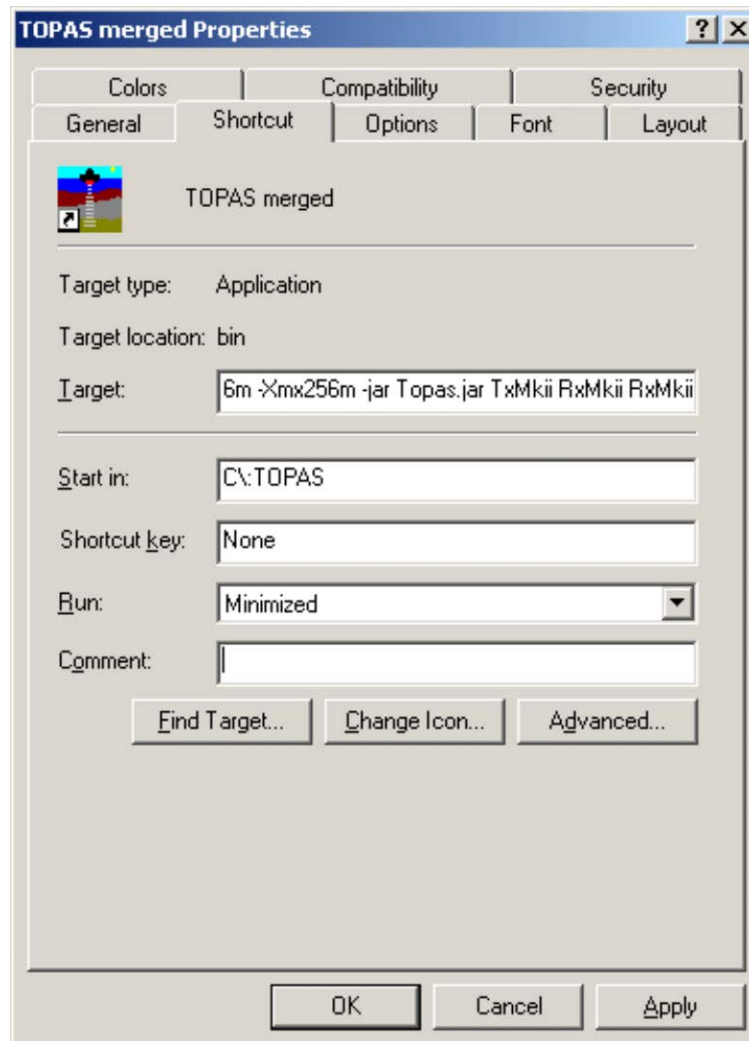 TOPAS merged Properties
Colors Compatibility Security
General Shortcut Options Font Layout
TOPAS merged
Target type: Application
Target location: bin
Target: 6m -Xmx256m -jar Topas.jar TxMkii RxMkii RxMkii
Start in: C\:TOPAS
Shortcut key: None
Run: Minimized
Comment:
Find Target... Change Icon... Advanced...
OK Cancel Apply